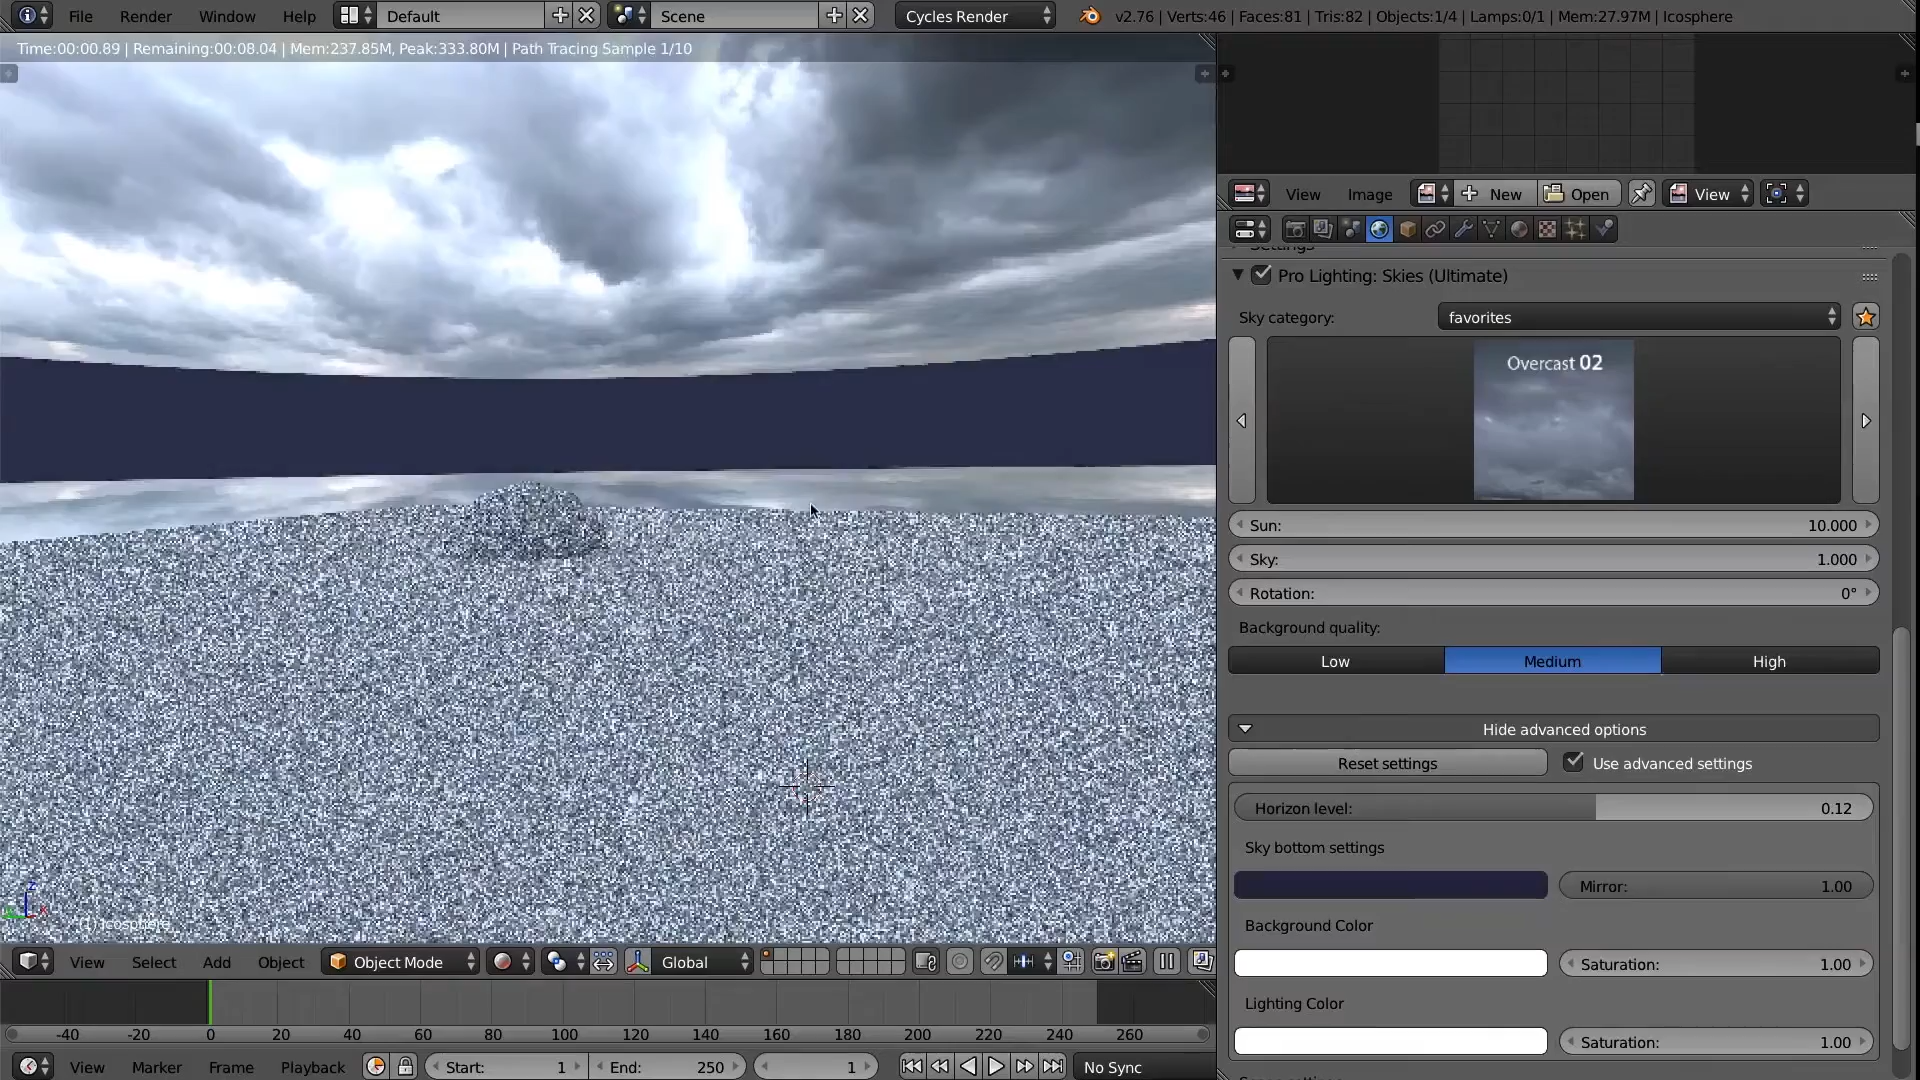 File Render Window Help Default Scene Cycles Render v2.76 | Verts:46 | Faces:81 | Tris:82 | Objects:1/4 | Lamps:0/1 | Mem:27.97M | Icosphere
Time:00:00.89 | Remaining:00:08.04 | Mem:237.85M, Peak:333.80M | Path Tracing Sample 1/10
View Image New Open View
Settings
Pro Lighting: Skies (Ultimate)
Sky category: favorites
Overcast 02
Sun: 10.000
Sky: 1.000
Rotation: 0°
Background quality:
Low Medium High
Hide advanced options
Reset settings Use advanced settings
Horizon level: 0.12
Sky bottom settings
Mirror: 1.00
Background Color
Saturation: 1.00
Lighting Color
Saturation: 1.00
z
x
(1) Icosphere
View Select Add Object Object Mode Global
-40 -20 0 20 40 60 80 100 120 140 160 180 200 220 240 260
View Marker Frame Playback Start: 1 End: 250 1 No Sync